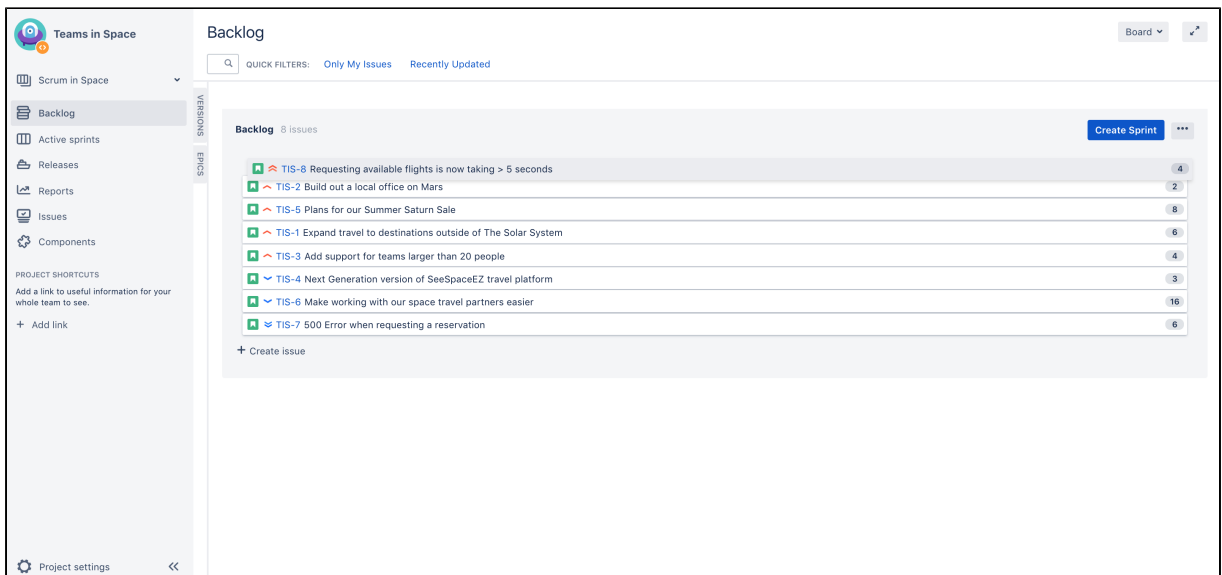 Teams in Space
Scrum in Space
Backlog
Active sprints
Releases
Reports
Issues
Components
PROJECT SHORTCUTS
Add a link to useful information for your
whole team to see.
+ Add link
Project settings
Backlog
Board
QUICK FILTERS: Only My Issues Recently Updated
VERSIONS
EPICS
Backlog 8 issues
Create Sprint
TIS-8 Requesting available flights is now taking > 5 seconds 4
TIS-2 Build out a local office on Mars 2
TIS-5 Plans for our Summer Saturn Sale 8
TIS-1 Expand travel to destinations outside of The Solar System 6
TIS-3 Add support for teams larger than 20 people 4
TIS-4 Next Generation version of SeeSpaceEZ travel platform 3
TIS-6 Make working with our space travel partners easier 16
TIS-7 500 Error when requesting a reservation 6
+ Create issue